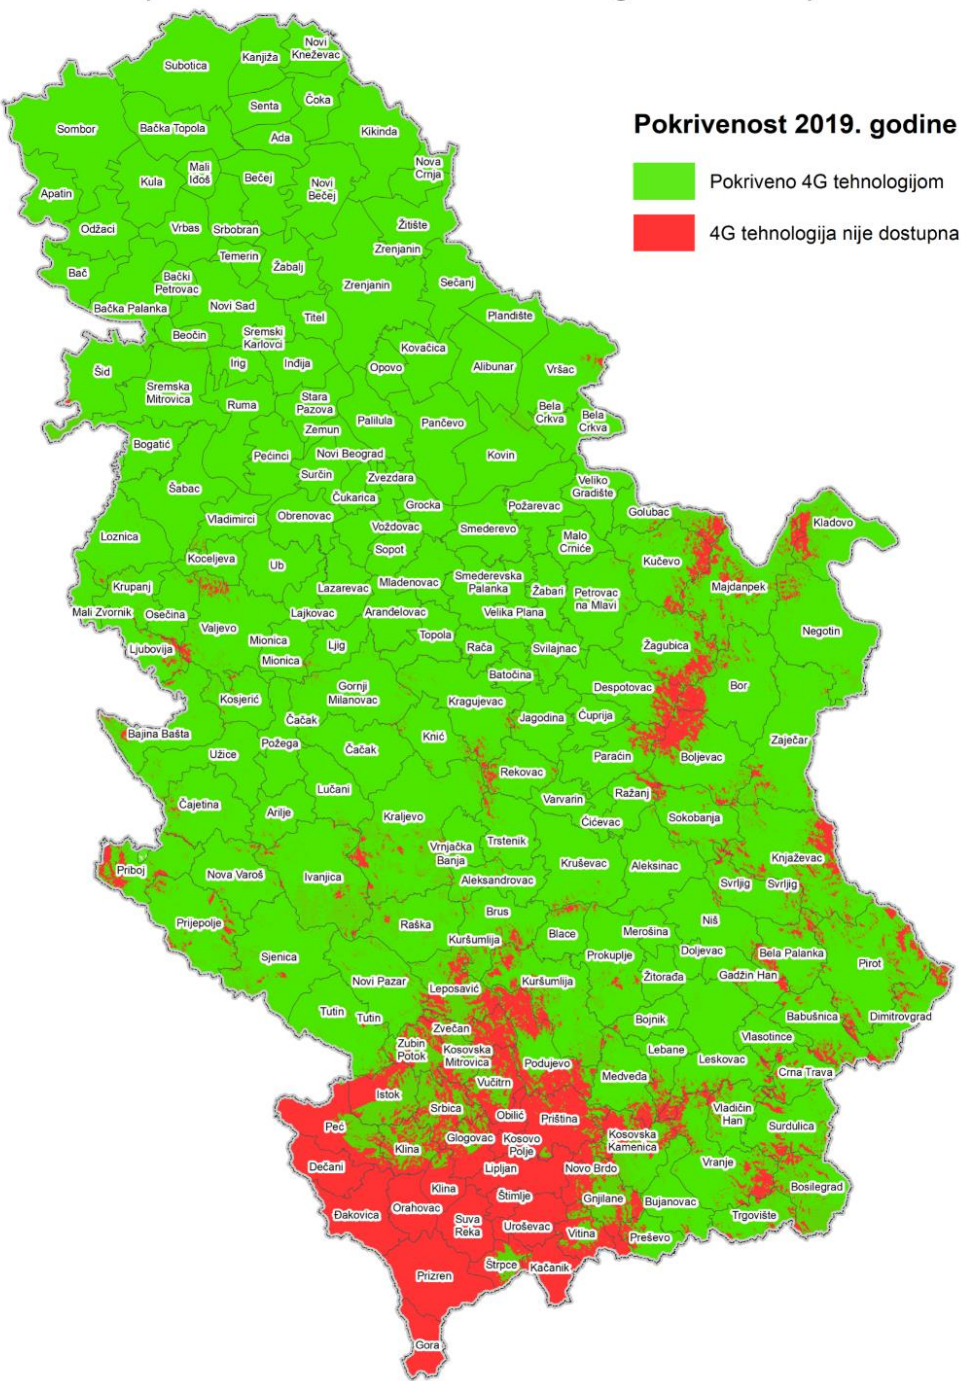 Novi
Kneževac
Kanjiža
Subotica
Čoka
Senta
Pokrivenost 2019. godine
Sombor
Bačka Topola
Ada
Kikinda
Nova
Crnja
Mali
Iđoš
Kula
Bečej
Novi
Bečej
Apatin
Pokriveno 4G tehnologijom
Odžaci
Vrbas
Srbobran
Žitište
4G tehnologija nije dostupna
Temerin
Zrenjanin
Bač
Žabalj
Bački
Petrovac
Zrenjanin
Sečanj
Bačka Palanka
Novi Sad
Titel
Plandište
Beočin
Sremski
Karlovci
Kovačica
Šid
Irig
Inđija
Opovo
Alibunar
Vršac
Sremska
Mitrovica
Ruma
Stara
Pazova
Zemun
Palilula
Pančevo
Bela
Crkva
Bela
Crkva
Bogatić
Pećinci
Novi Beograd
Kovin
Surčin
Zvezdara
Šabac
Čukarica
Veliko
Gradište
Grocka
Požarevac
Golubac
Vladimirci
Obrenovac
Voždovac
Smederevo
Kladovo
Loznica
Malo
Crniće
Koceljeva
Ub
Sopot
Kučevo
Krupanj
Lazarevac
Mladenovac
Smederevska
Palanka
Žabari
Petrovac
na Mlavi
Majdanpek
Mali Zvornik
Osečina
Lajkovac
Aranđelovac
Velika Plana
Valjevo
Mionica
Ljig
Topola
Rača
Svilajnac
Žagubica
Negotin
Ljubovija
Mionica
Batočina
Kosjerić
Gornji
Milanovac
Kragujevac
Despotovac
Bor
Čačak
Jagodina
Ćuprija
Bajina Bašta
Požega
Čačak
Knić
Zaječar
Užice
Paraćin
Boljevac
Rekovac
Lučani
Čajetina
Arilje
Varvarin
Ražanj
Kraljevo
Ćićevac
Sokobanja
Vrnjačka
Banja
Trstenik
Priboj
Nova Varoš
Ivanjica
Kruševac
Aleksinac
Knjaževac
Aleksandrovac
Svrljig
Svrljig
Prijepolje
Raška
Brus
Niš
Kuršumlija
Blace
Merošina
Sjenica
Prokuplje
Doljevac
Bela Palanka
Pirot
Novi Pazar
Leposavić
Kuršumlija
Žitorađa
Gadžin Han
Tutin
Tutin
Zvečan
Bojnik
Babušnica
Dimitrovgrad
Zubin
Potok
Kosovska
Mitrovica
Podujevo
Lebane
Leskovac
Vlasotince
Vučitrn
Medveđa
Crna Trava
Istok
Srbica
Obilić
Priština
Vladičin
Han
Surdulica
Peć
Klina
Glogovac
Kosovo
Polje
Kosovska
Kamenica
Dečani
Lipljan
Novo Brdo
Vranje
Klina
Štimlje
Gnjilane
Bujanovac
Bosilegrad
Đakovica
Orahovac
Suva
Reka
Uroševac
Vitina
Preševo
Trgovište
Štrpce
Kačanik
Prizren
Gora